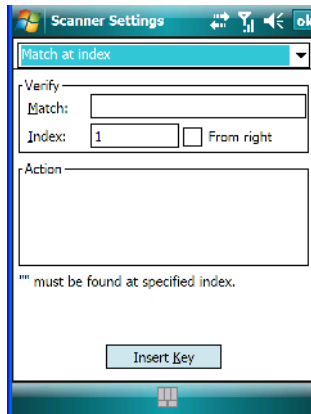 Scanner Settings ok
Match at index
Verify
Match:
Index: 1 From right
Action
"" must be found at specified index.
Insert Key